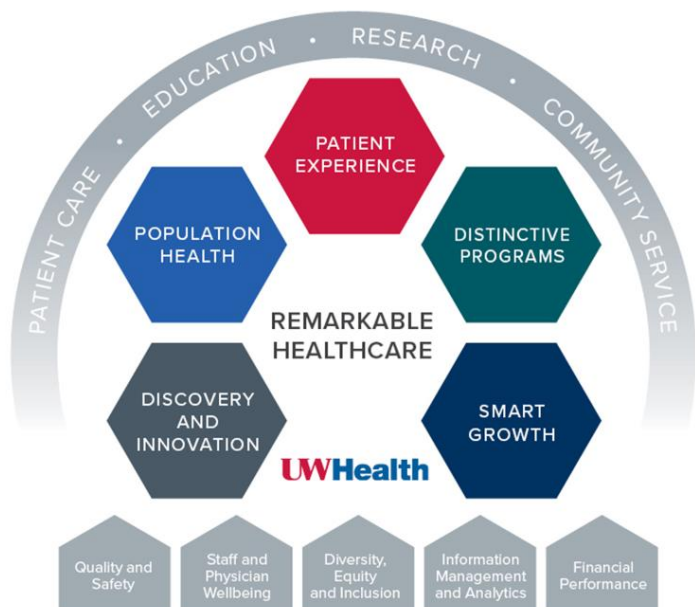 PATIENT CARE • EDUCATION • RESEARCH • COMMUNITY SERVICE
PATIENT
EXPERIENCE
POPULATION
HEALTH
DISTINCTIVE
PROGRAMS
REMARKABLE
HEALTHCARE
DISCOVERY
AND
INNOVATION
SMART
GROWTH
UWHealth
Quality and
Safety
Staff and
Physician
Wellbeing
Diversity,
Equity
and Inclusion
Information
Management
and Analytics
Financial
Performance